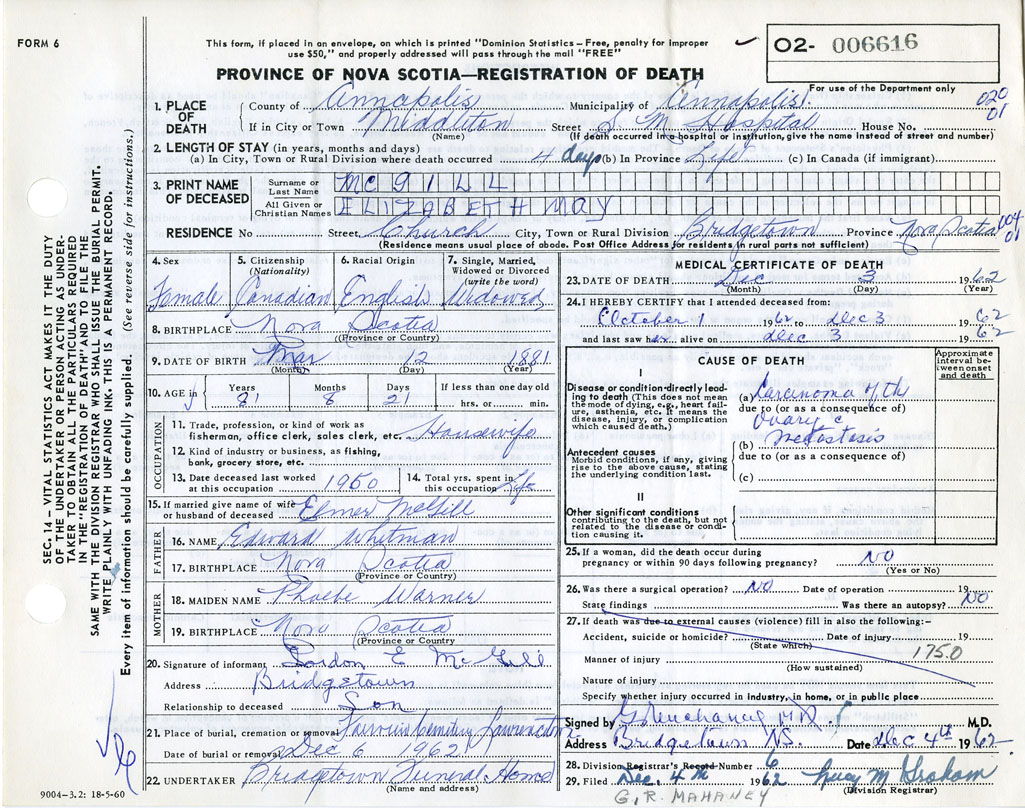 FORM 6
This form, if placed in an envelope, on which is printed "Dominion Statistics – Free, penalty for improper
use $50," and properly addressed will pass through the mail "FREE"
O2- 006616
PROVINCE OF NOVA SCOTIA—REGISTRATION OF DEATH
For use of the Department only
020
01
1. PLACE OF DEATH
County of Annapolis Municipality of Annapolis
If in City or Town Middleton Street S M Hospital House No.
(Name) (If death occurred in a hospital or institution, give the name instead of street and number)
2. LENGTH OF STAY (in years, months and days)
(a) In City, Town or Rural Division where death occurred 4 days (b) In Province Life (c) In Canada (if immigrant)
3. PRINT NAME OF DECEASED
Surname or Last Name MCGILL
All Given or Christian Names ELIZABETH MAY
RESIDENCE No Street Church City, Town or Rural Division Bridgetown Province Nova Scotia
004
01
(Residence means usual place of abode. Post Office Address for residents in rural parts not sufficient)
4. Sex Female
5. Citizenship (Nationality) Canadian
6. Racial Origin English
7. Single, Married, Widowed or Divorced (write the word) Widowed
8. BIRTHPLACE Nova Scotia
(Province or Country)
9. DATE OF BIRTH Mar 12 1881
(Month) (Day) (Year)
10. AGE in Years 81 Months 8 Days 21 If less than one day old hrs. or min.
OCCUPATION
11. Trade, profession, or kind of work as
fisherman, office clerk, sales clerk, etc. Housewife
12. Kind of industry or business, as fishing,
bank, grocery store, etc.
13. Date deceased last worked at this occupation 1960
14. Total yrs. spent in this occupation Life
15. If married give name of wife or husband of deceased Elmer McGill
FATHER
16. NAME Edward Whitman
17. BIRTHPLACE Nova Scotia
(Province or Country)
MOTHER
18. MAIDEN NAME Phoebe Warner
19. BIRTHPLACE Nova Scotia
(Province or Country
20. Signature of informant Gordon E McGill
Address Bridgetown
Relationship to deceased Son
21. Place of burial, cremation or removal Fairview Cemetery Lawrencetown
Date of burial or removal Dec 6 1962
22. UNDERTAKER Bridgetown Funeral Home
(Name and address)
9004-3.2: 18-5-60
SEC. 14 – VITAL STATISTICS ACT MAKES IT THE DUTY
OF THE UNDERTAKER OR PERSON ACTING AS UNDER-
TAKER TO OBTAIN ALL THE PARTICULARS REQUIRED
IN THE "REGISTRATION OF DEATH" AND TO FILE THE
SAME WITH THE DIVISION REGISTRAR WHO SHALL ISSUE THE BURIAL PERMIT.
WRITE PLAINLY WITH UNFADING INK - THIS IS A PERMANENT RECORD.
Every item of information should be carefully supplied. (See reverse side for instructions.)
MEDICAL CERTIFICATE OF DEATH
23. DATE OF DEATH Dec 3 1962
(Month) (Day) (Year)
24. I HEREBY CERTIFY that I attended deceased from:
October 1 1962 to Dec 3 1962
and last saw her alive on Dec 3 1962
CAUSE OF DEATH
Approximate interval between onset and death
I
Disease or condition directly lead-
ing to death (This does not mean
the mode of dying, e.g., heart failure,
asthenia, etc. It means the
disease, injury, or complication
which caused death.)
(a) Carcinoma of the
due to (or as a consequence of)
Ovary c
Metastasis
(b)
due to (or as a consequence of)
(c)
Antecedent causes
Morbid conditions, if any, giving
rise to the above cause, stating
the underlying condition last.
II
Other significant conditions
contributing to the death, but not
related to the disease or condi-
tion causing it.
25. If a woman, did the death occur during
pregnancy or within 90 days following pregnancy? NO
(Yes or No)
26. Was there a surgical operation? NO Date of operation 19
State findings Was there an autopsy? NO
27. If death was due to external causes (violence) fill in also the following:-
Accident, suicide or homicide? Date of injury 19
(State which)
175.0
Manner of injury
(How sustained)
Nature of injury
Specify whether injury occurred in Industry, in home, or in public place
Signed by M.D.
Address Bridgetown NS. Date Dec 4th 1962
28. Division Registrar's Record Number 6
29. Filed Dec. 4th 1962 Lucy M Graham
(Division Registrar)
G. R. MAHANEY